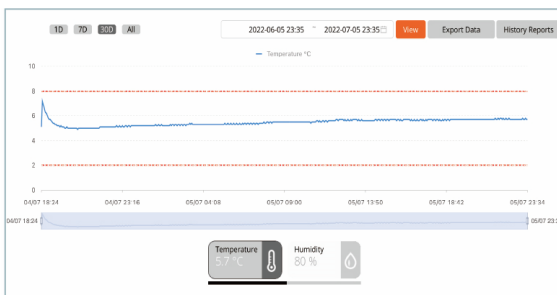 1D 7D 30D All 2022-06-05 23:35 ~ 2022-07-05 23:35 View Export Data History Reports
Temperature °C
10
8
6
4
2
0
04/07 18:24 04/07 23:16 05/07 04:08 05/07 09:00 05/07 13:50 05/07 18:42 05/07 23:34
04/07 18:24 05/07 23:3
Temperature Humidity
5.7 °C 80 %